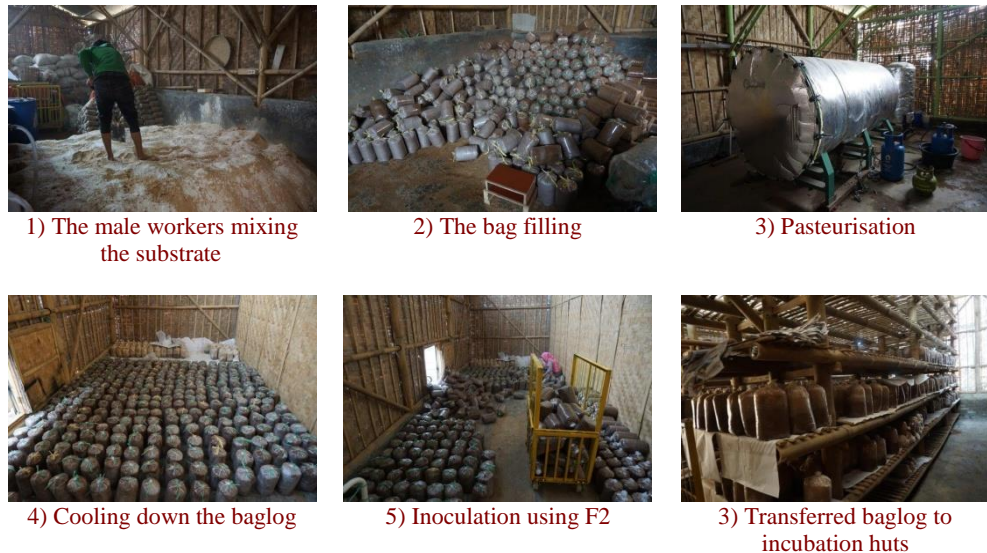 1) The male workers mixing
the substrate
2) The bag filling
3) Pasteurisation
4) Cooling down the baglog
5) Inoculation using F2
3) Transferred baglog to
incubation huts